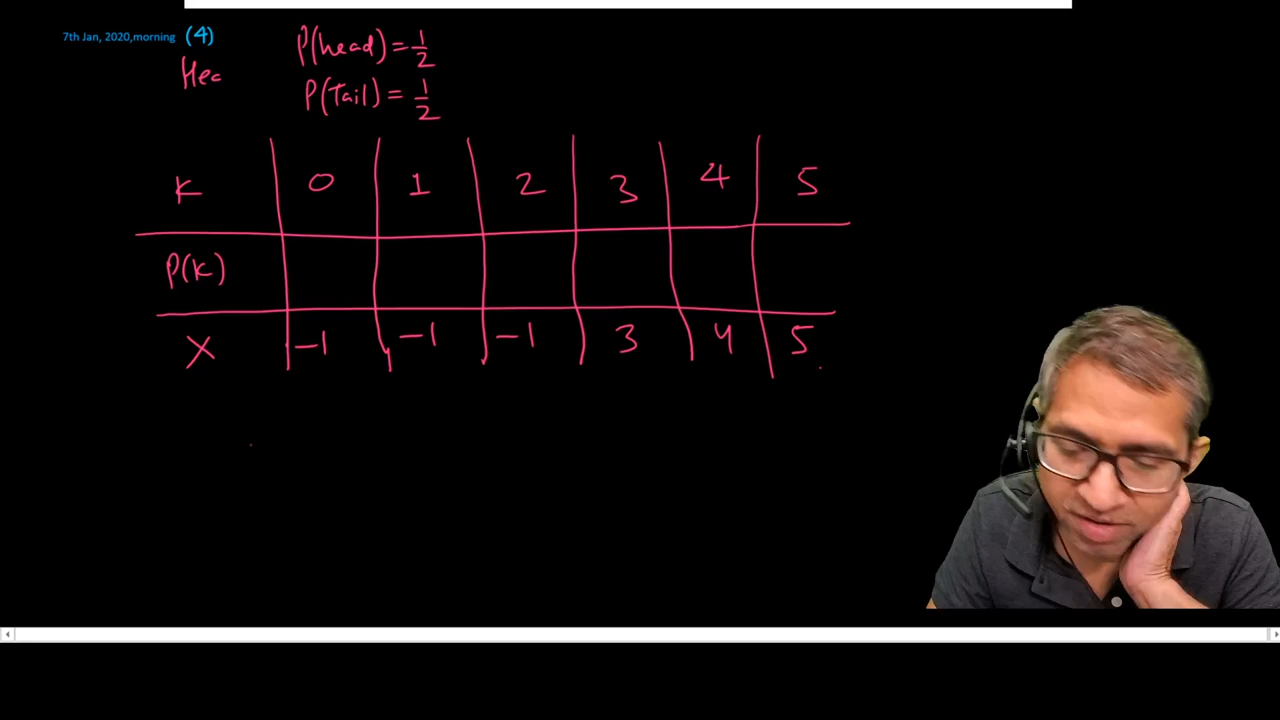 7th Jan, 2020,morning (4)
P(head) = 1/2
Hea
P(Tail) = 1/2
K 0 1 2 3 4 5
P(K)
X -1 -1 -1 3 4 5